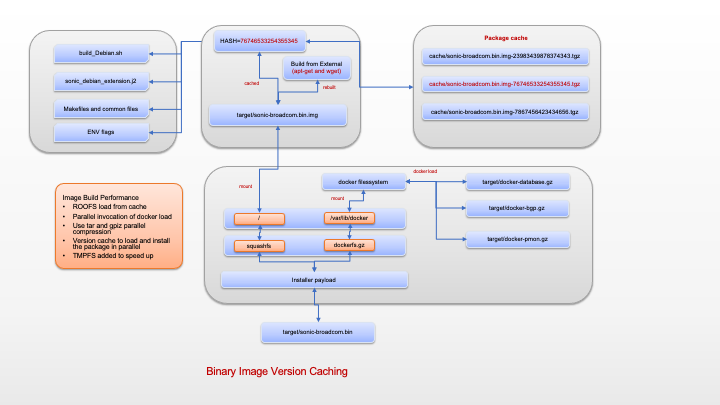 build_Debian.sh
sonic_debian_extension.j2
Makefiles and common files
ENV flags
HASH=76746533254355345
Build from External
(apt-get and wget)
cached
rebuilt
target/sonic-broadcom.bin.img
Package cache
cache/sonic-broadcom.bin.img-23983439878374343.tgz
cache/sonic-broadcom.bin.img-76746533254355345.tgz
cache/sonic-broadcom.bin.img-7867456423434656.tgz
Image Build Performance
• ROOFS load from cache
• Parallel invocation of docker load
• Use tar and gpiz parallel
compression
• Version cache to load and install
the package in parallel
• TMPFS added to speed up
mount
docker filessystem
docker load
mount
/
/var/lib/docker
squashfs
dockerfs.gz
Installer payload
target/docker-database.gz
target/docker-bgp.gz
target/docker-pmon.gz
target/sonic-broadcom.bin
Binary Image Version Caching